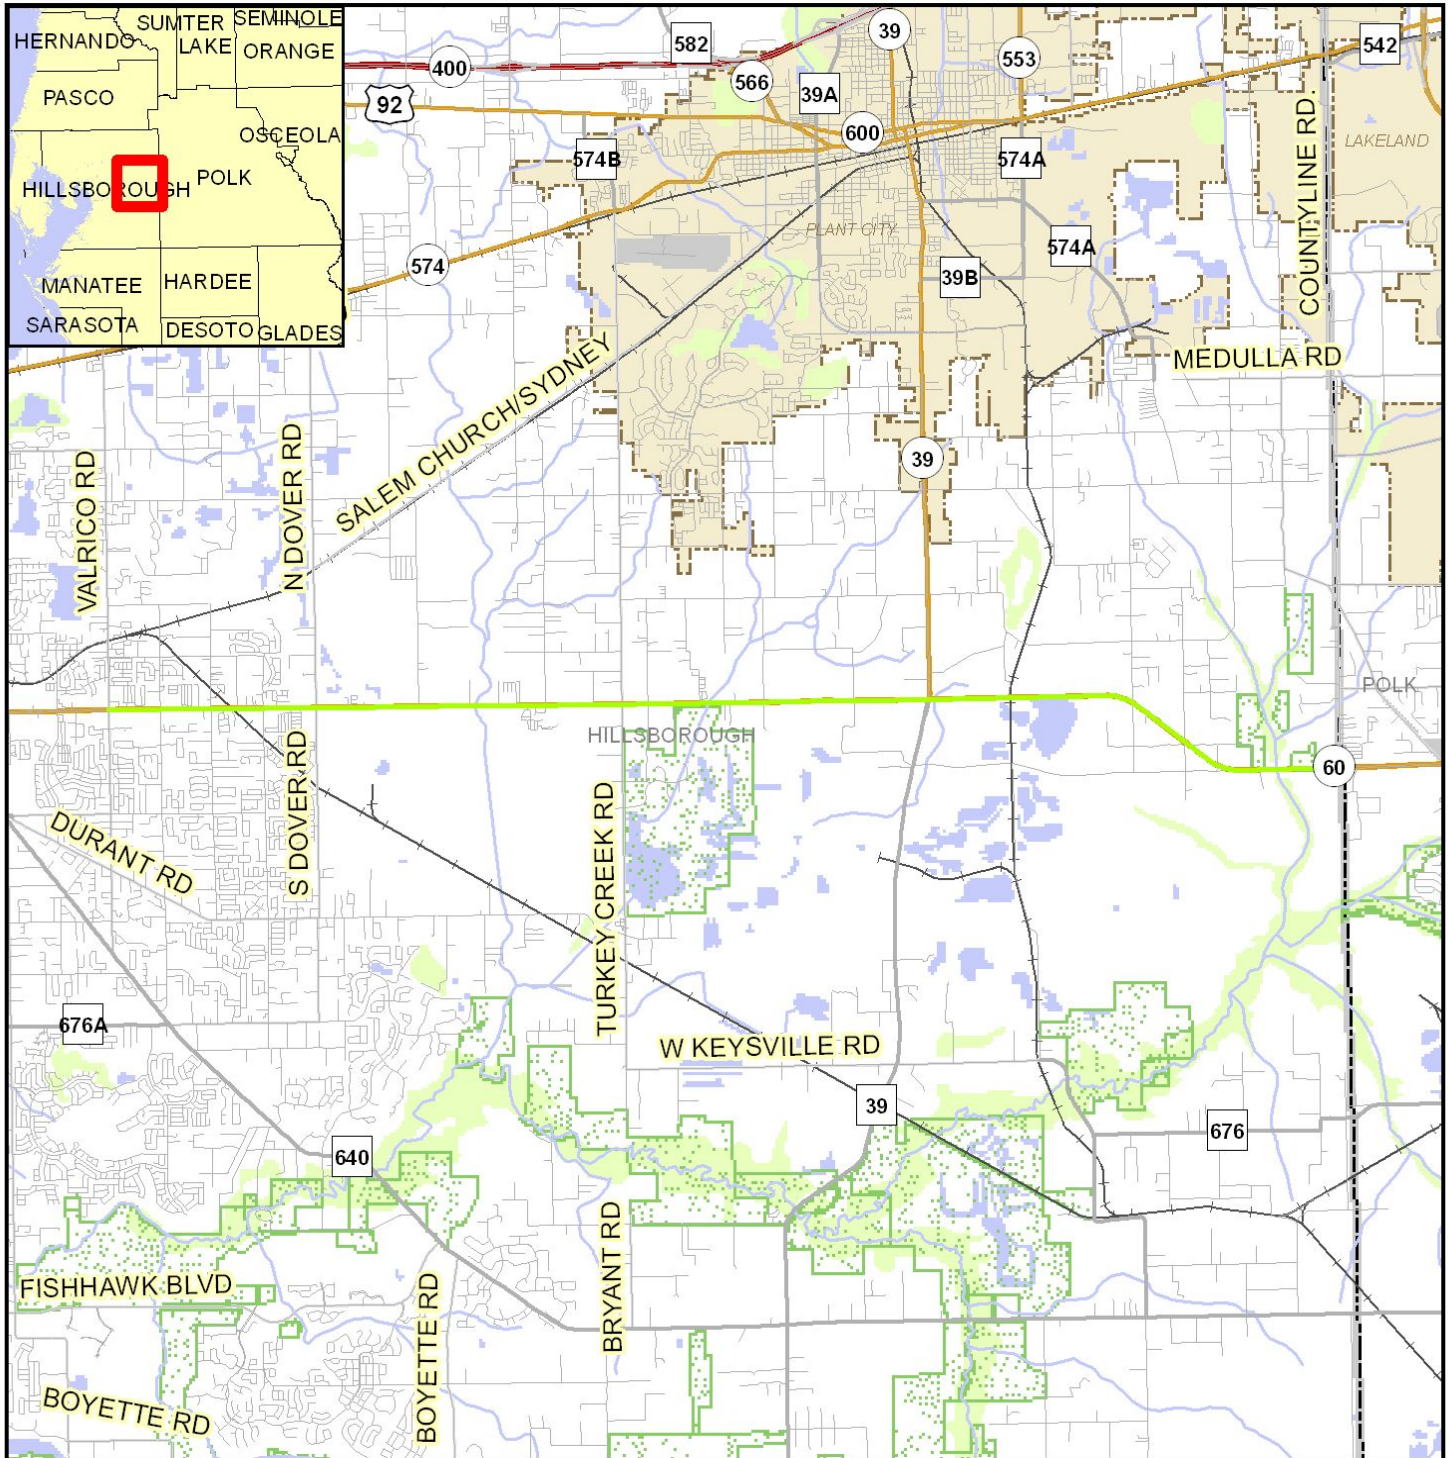 SEMINOLE
SUMTER
HERNANDO
LAKE
ORANGE
PASCO
OSCEOLA
HILLSBOROUGH
POLK
MANATEE
HARDEE
SARASOTA
DESOTO
GLADES
39
582
542
553
400
566
39A
92
600
COUNTYLINE RD.
LAKELAND
574B
574A
PLANT CITY
574A
574
39B
MEDULLA RD
SALEM CHURCH/SYDNEY
N DOVER RD
39
VALRICO RD
POLK
HILLSBOROUGH
60
S DOVER RD
TURKEY CREEK RD
DURANT RD
676A
W KEYSVILLE RD
39
676
640
BRYANT RD
FISHHAWK BLVD
BOYETTE RD
BOYETTE RD